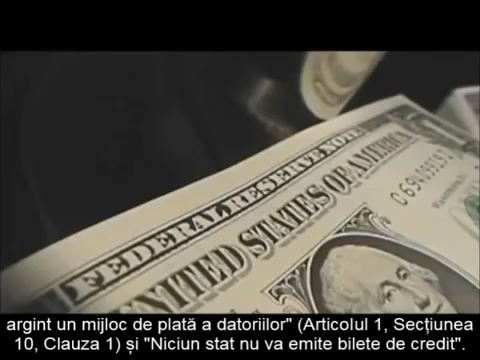 FEDERAL RESERVE NOTE
UNITED STATES OF AMERICA
argint un mijloc de plată a datoriilor" (Articolul 1, Secțiunea
10, Clauza 1) și "Niciun stat nu va emite bilete de credit".